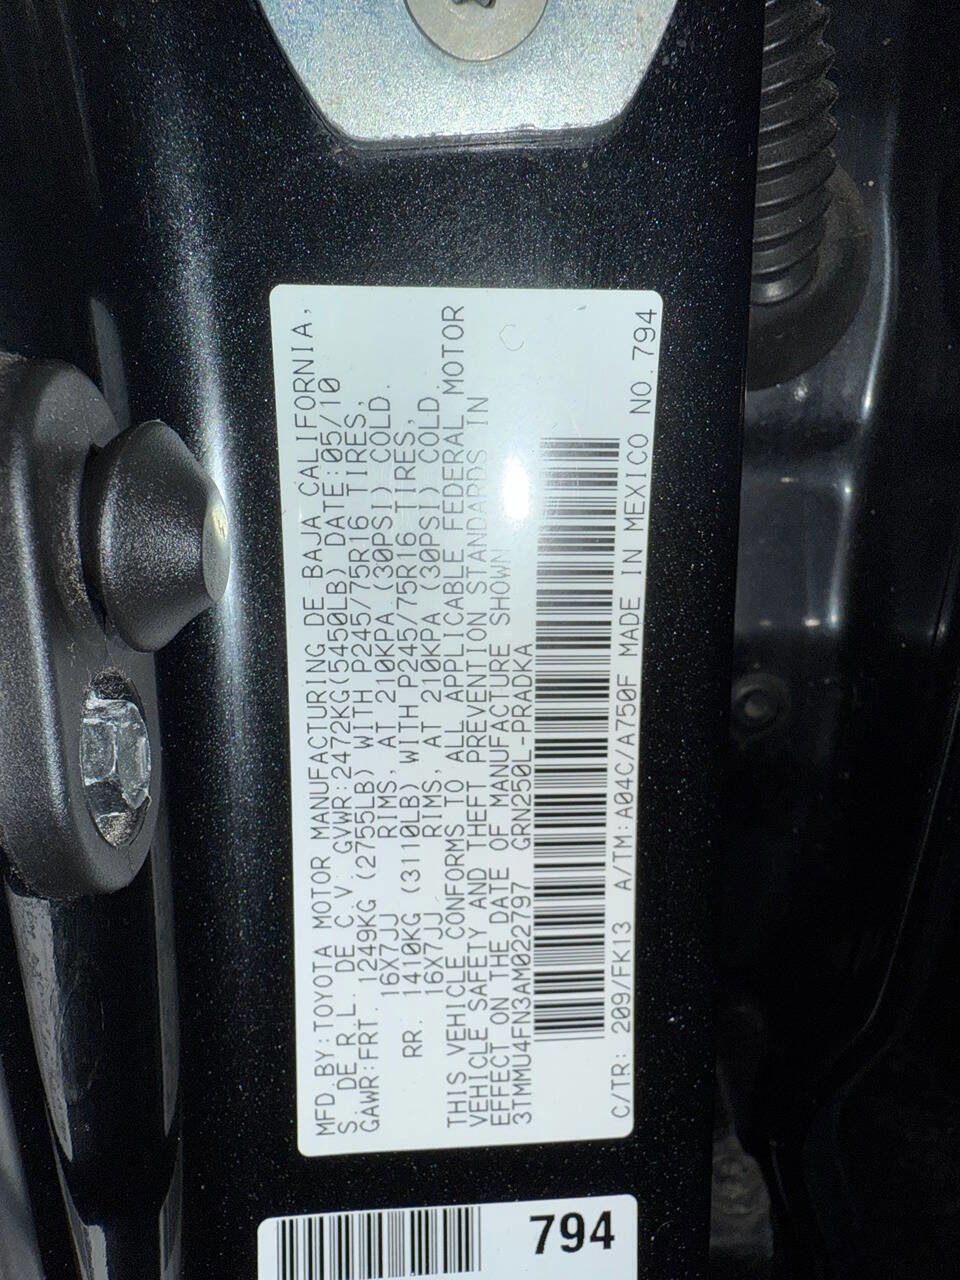 MFD.BY:TOYOTA MOTOR MANUFACTURING DE BAJA CALIFORNIA,
S. DE R.L. DE C.V. GVWR:2472KG(5450LB) DATE:05/10
GAWR:FRT. 1249KG (2755LB) WITH P245/75R16 TIRES,
16X7JJ RIMS, AT 210KPA (30PSI) COLD.
RR. 1410KG (3110LB) WITH P245/75R16 TIRES,
16X7JJ RIMS, AT 210KPA (30PSI) COLD.
THIS VEHICLE CONFORMS TO ALL APPLICABLE FEDERAL MOTOR
VEHICLE SAFETY AND THEFT PREVENTION STANDARDS IN
EFFECT ON THE DATE OF MANUFACTURE SHOWN
3TMMU4FN3AM022797 GRN250L-PRADKA
C/TR: 209/FK13 A/TM:A04C/A750F MADE IN MEXICO NO. 794
794